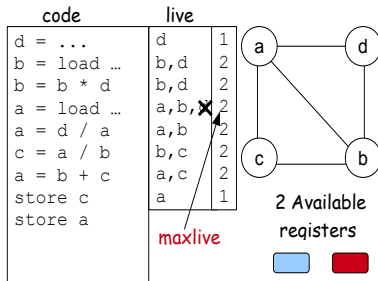 code live
d = ... d 1
b = load … b,d 2
b = b * d b,d 2
a = load … a,b,d 2
a = d / a a,b 2
c = a / b b,c 2
a = b + c a,c 2
store c a 1
store a
maxlive
a d
c b
2 Available
registers